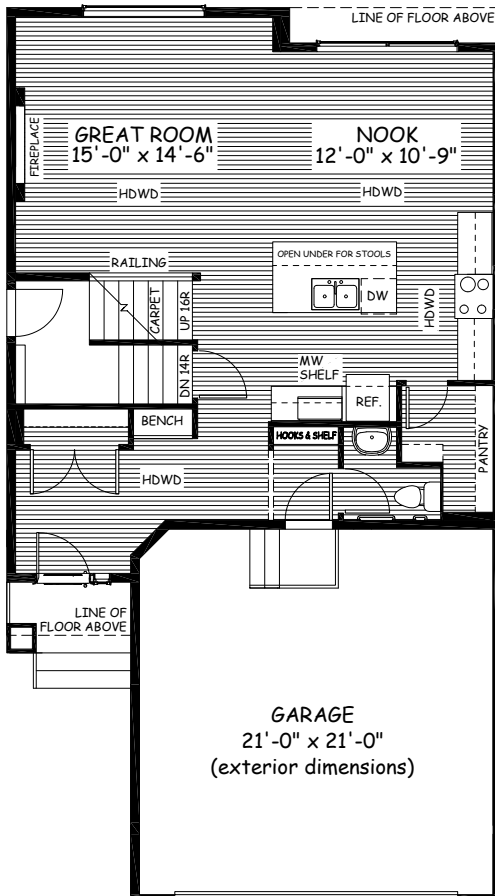 LINE OF FLOOR ABOVE
FIREPLACE
GREAT ROOM
15'-0" x 14'-6"
NOOK
12'-0" x 10'-9"
HDWD
HDWD
RAILING
OPEN UNDER FOR STOOLS
CARPET
UP 16R
DW
HDWD
DN 14R
MW
SHELF
REF.
BENCH
HOOKS & SHELF
PANTRY
HDWD
LINE OF
FLOOR ABOVE
GARAGE
21'-0" x 21'-0"
(exterior dimensions)